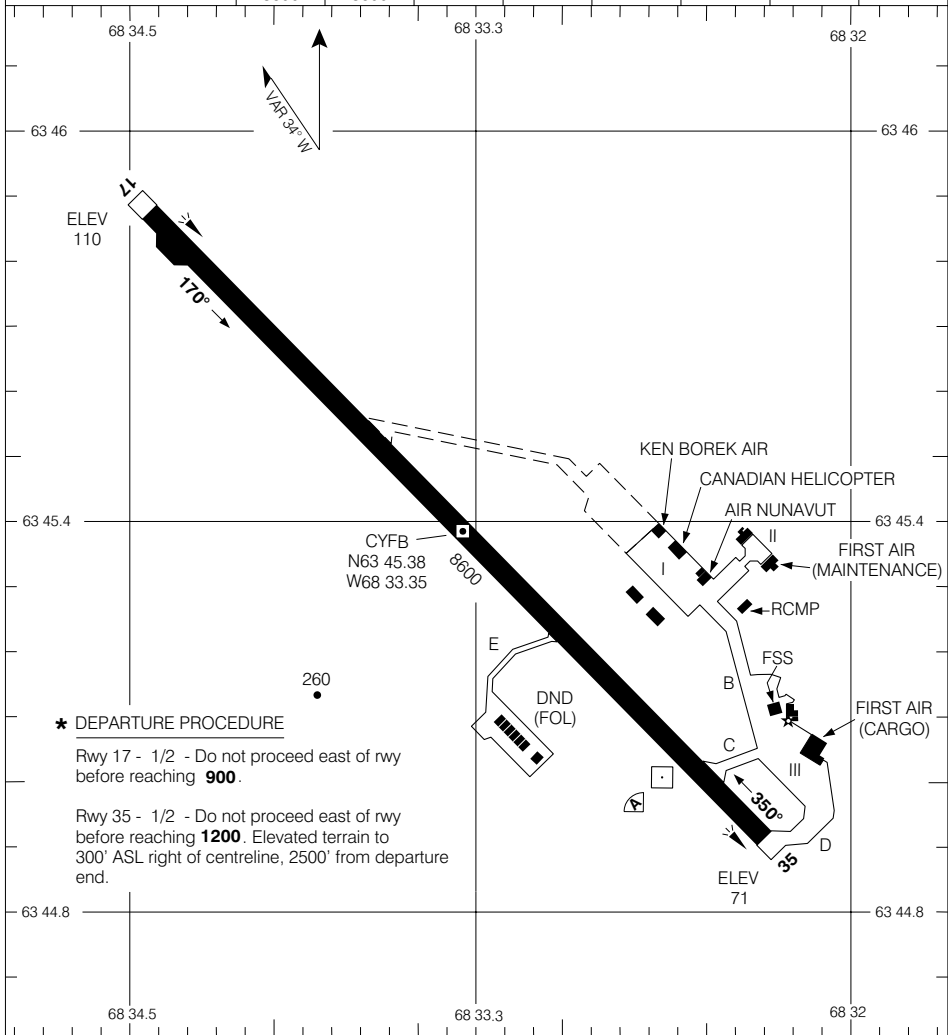 68 34.5
68 33.3
68 32
VAR 34° W
63 46
63 46
17
ELEV
110
170°
KEN BOREK AIR
CANADIAN HELICOPTER
AIR NUNAVUT
63 45.4
63 45.4
II
FIRST AIR
(MAINTENANCE)
CYFB
N63 45.38
W68 33.35
8600
I
RCMP
E
FSS
260
DND
(FOL)
B
FIRST AIR
(CARGO)
* DEPARTURE PROCEDURE
C
III
Rwy 17 - 1/2 - Do not proceed east of rwy
before reaching 900.
A
350°
Rwy 35 - 1/2 - Do not proceed east of rwy
before reaching 1200. Elevated terrain to
300' ASL right of centreline, 2500' from departure
end.
D
35
ELEV
71
63 44.8
63 44.8
68 34.5
68 33.3
68 32